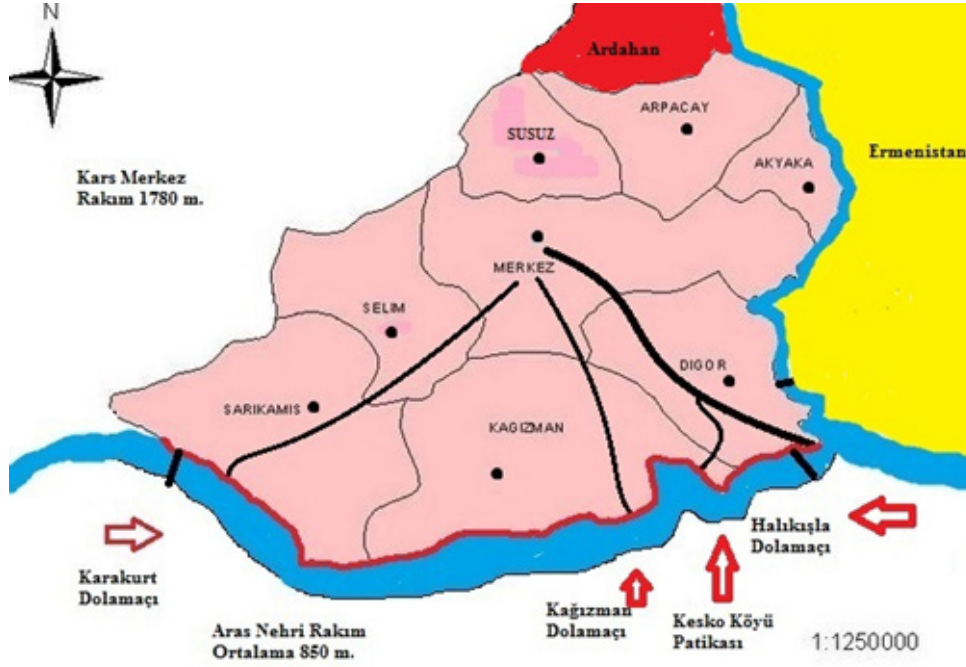 N
Ardahan
ARPACAY
SUSUZ
Ermenistan
AKYAKA
Kars Merkez
Rakım 1780 m.
MERKEZ
SELIM
DIGOR
SARIKAMIS
KAGIZMAN
Halıkışla
Dolamaçı
Karakurt
Dolamaçı
Kağızman
Dolamaçı
Kesko Köyü
Patikası
Aras Nehri Rakım
Ortalama 850 m.
1:1250000